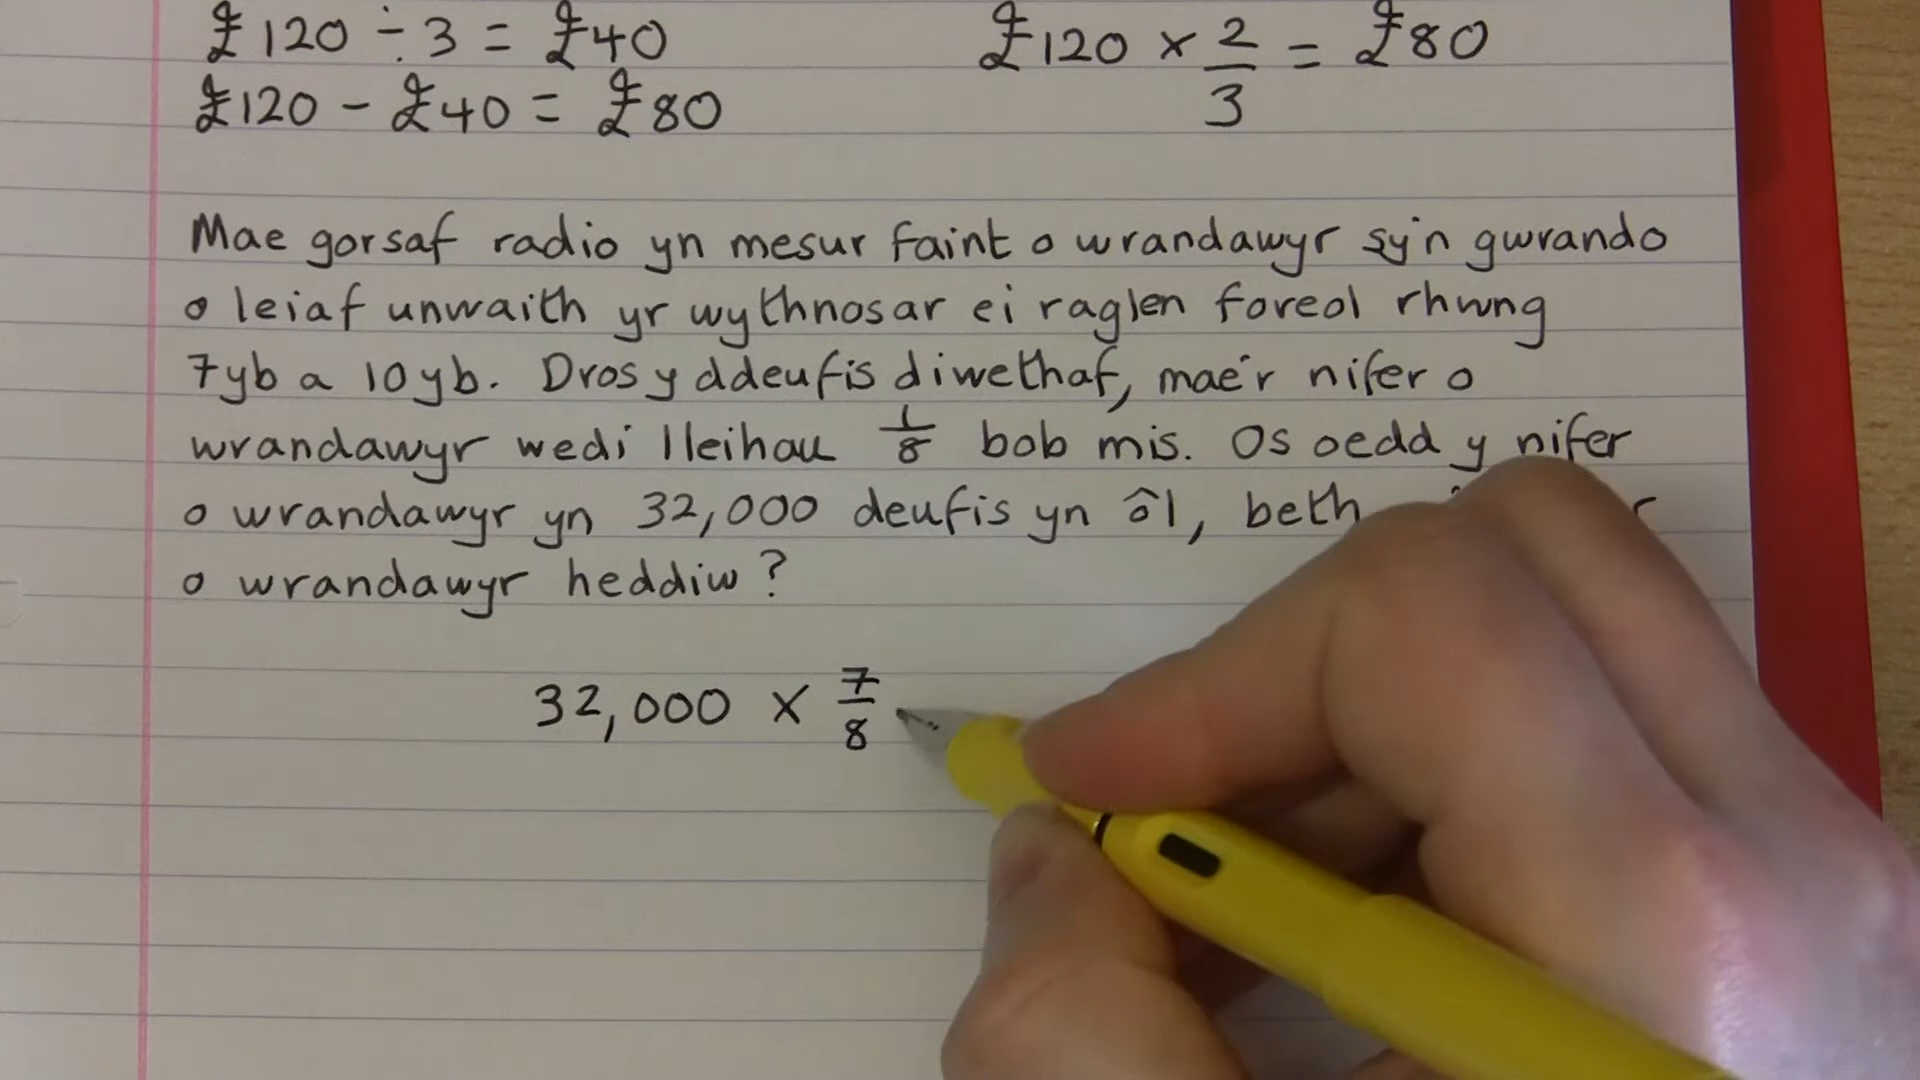 £120 ÷ 3 = £40
£120 - £40 = £80
£120 × 2/3 = £80
Mae gorsaf radio yn mesur faint o wrandawyr sy'n gwrando
o leiaf unwaith yr wythnos ar ei raglen foreol rhwng
7yb a 10yb. Dros y ddeufis diwethaf, mae'r nifer o
wrandawyr wedi lleihau 1/8 bob mis. Os oedd y nifer
o wrandawyr yn 32,000 deufis yn ôl, beth
o wrandawyr heddiw?
32,000 × 7/8